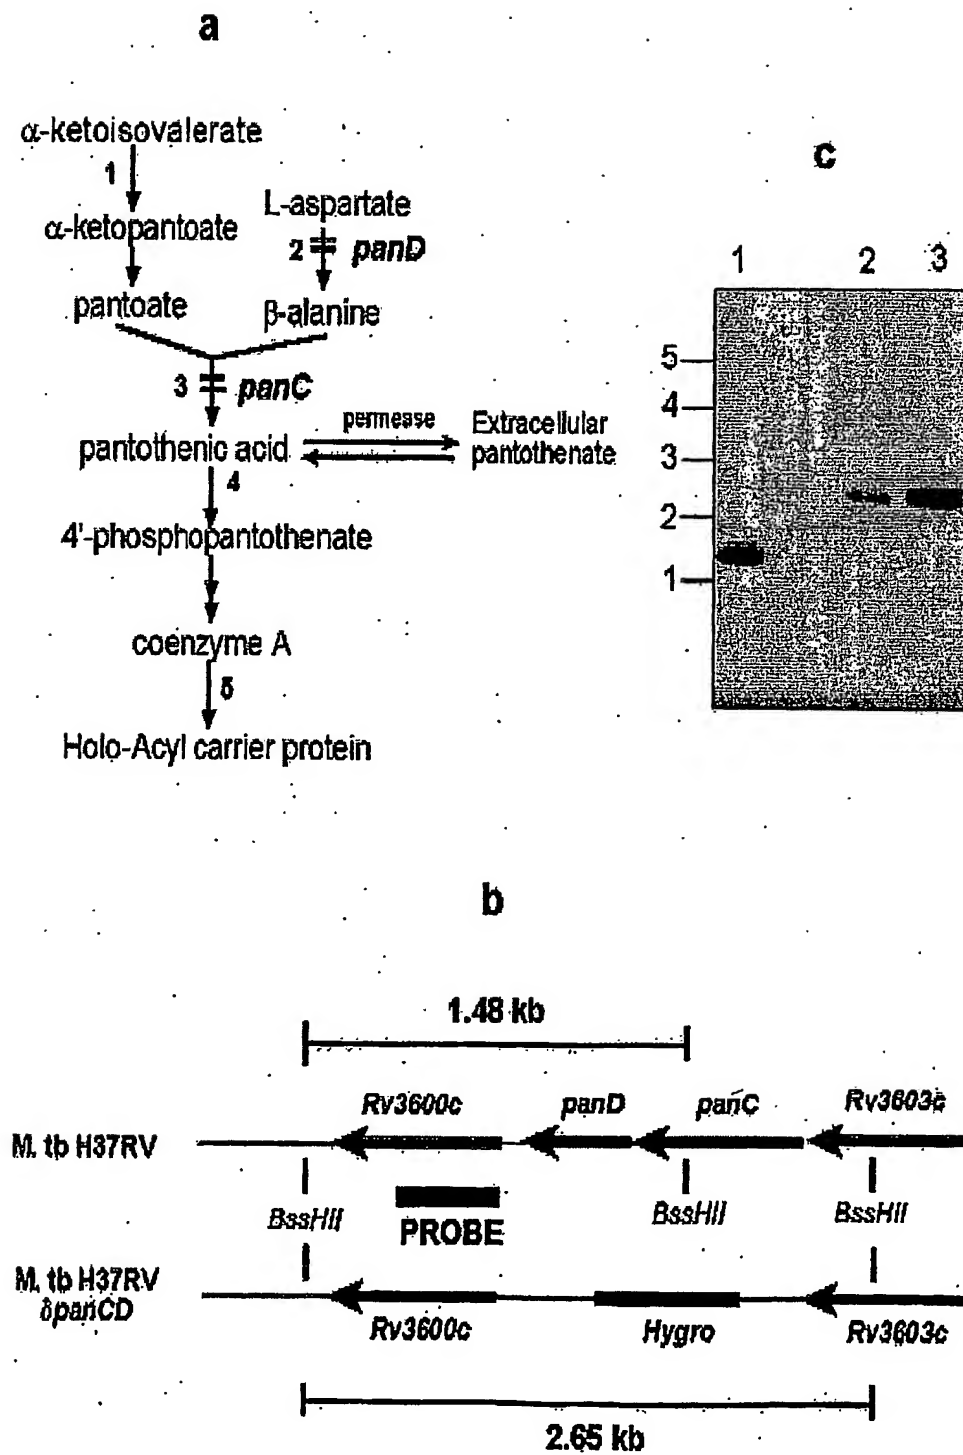 a
α-ketoisovalerate
1
α-ketopantoate
L-aspartate
2 panD
pantoate
β-alanine
3 panC
pantothenic acid
permease
Extracellular
pantothenate
4
4'-phosphopantothenate
coenzyme A
5
Holo-Acyl carrier protein
c
1 2 3
5
4
3
2
1
b
1.48 kb
Rv3600c panD panC Rv3603c
M. tb H37RV
BssHII BssHII BssHII
PROBE
M. tb H37RV
δpanCD
Rv3600c Hygro Rv3603c
2.65 kb